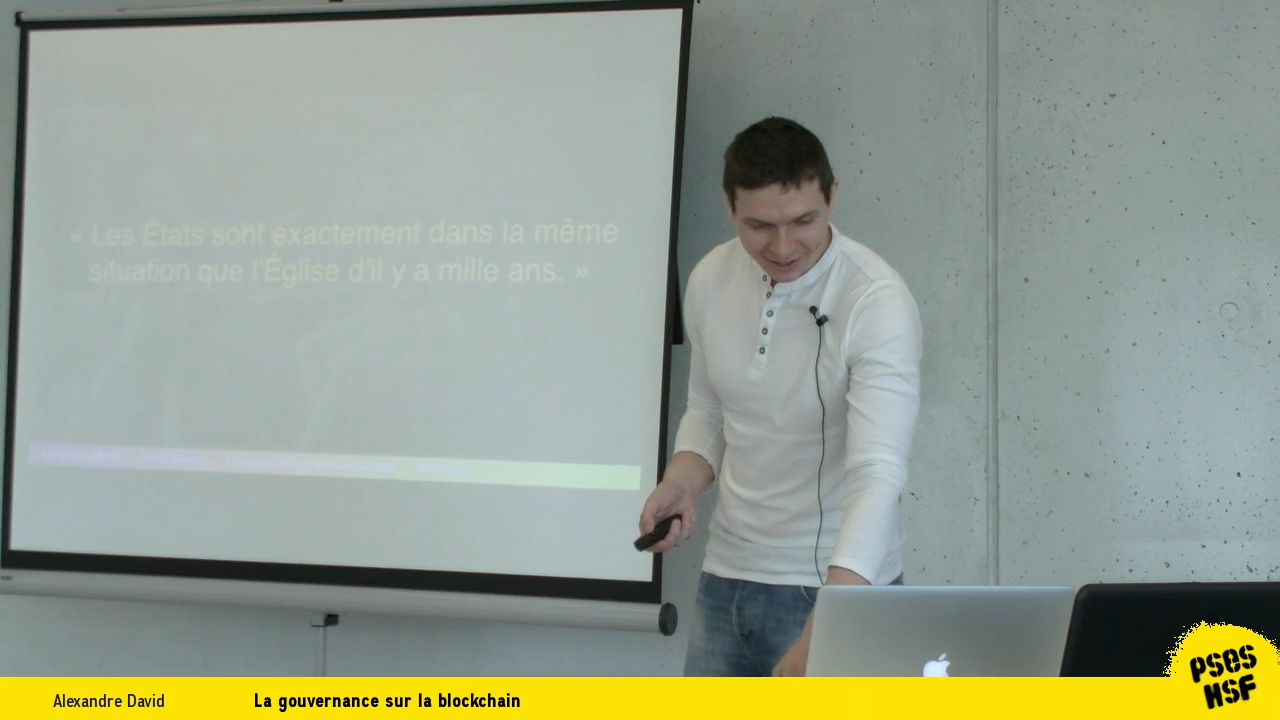 « Les États sont exactement dans la même
situation que l'Église d'il y a mille ans. »
Alexandre David
La gouvernance sur la blockchain
PSES
HSF